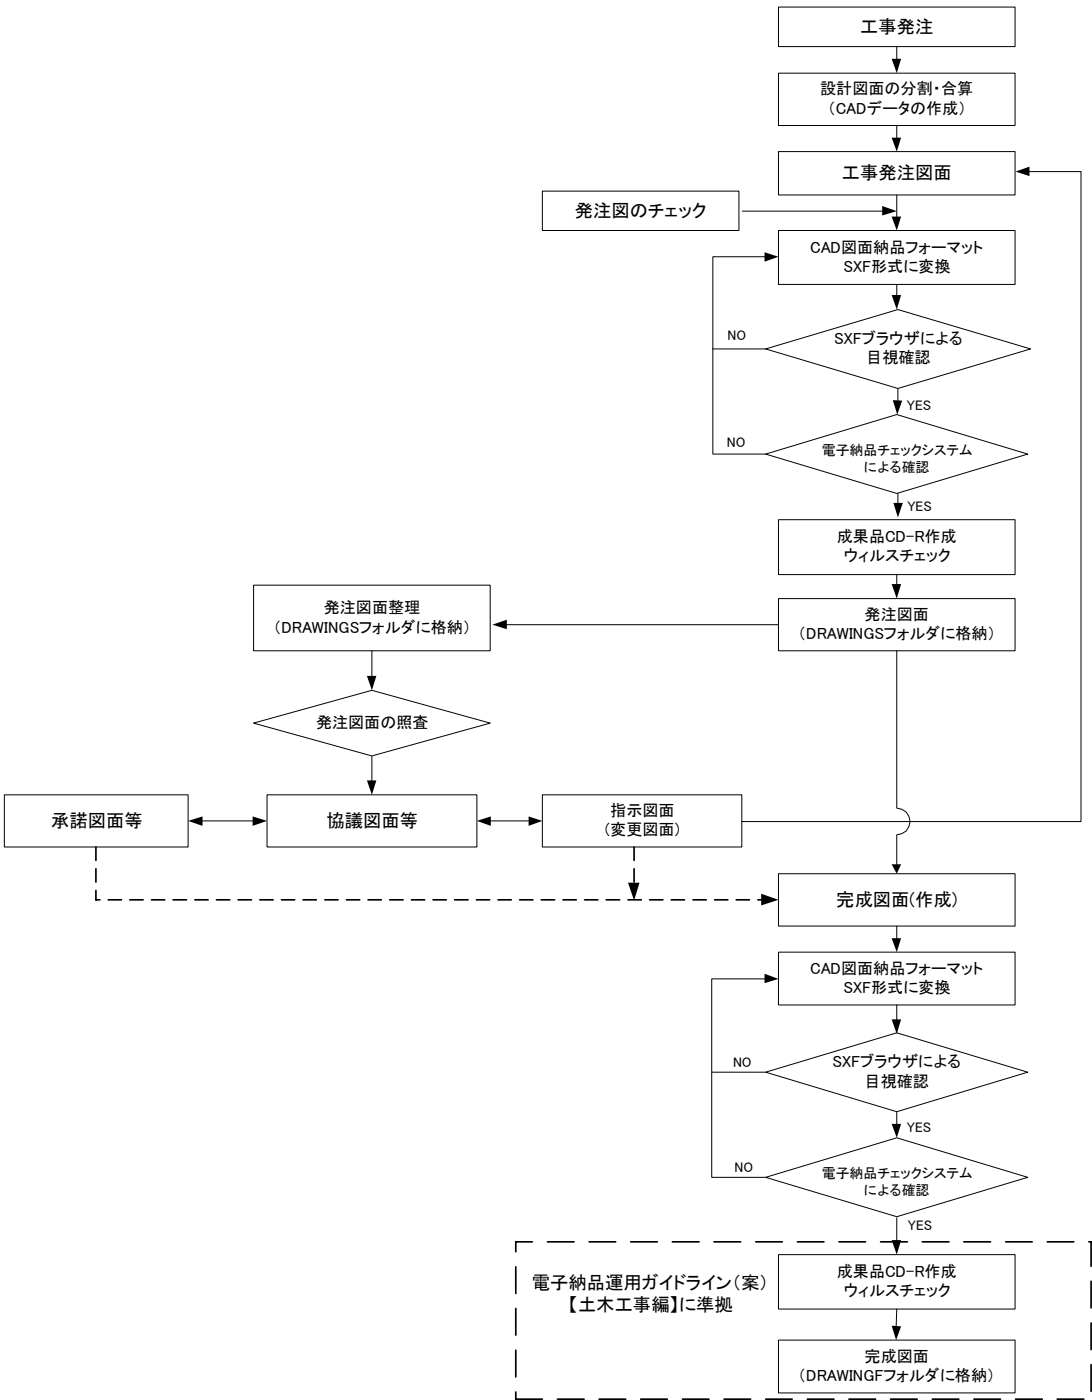 工事発注
設計図面の分割・合算
（CADデータの作成）
工事発注図面
発注図のチェック
CAD図面納品フォーマット
SXF形式に変換
SXFブラウザによる
目視確認
NO
YES
電子納品チェックシステム
による確認
NO
YES
成果品CD-R作成
ウィルスチェック
発注図面
（DRAWINGSフォルダに格納）
発注図面整理
（DRAWINGSフォルダに格納）
発注図面の照査
承諾図面等
協議図面等
指示図面
（変更図面）
完成図面(作成)
CAD図面納品フォーマット
SXF形式に変換
SXFブラウザによる
目視確認
NO
YES
電子納品チェックシステム
による確認
NO
YES
電子納品運用ガイドライン（案）
【土木工事編】に準拠
成果品CD-R作成
ウィルスチェック
完成図面
（DRAWINGFフォルダに格納）